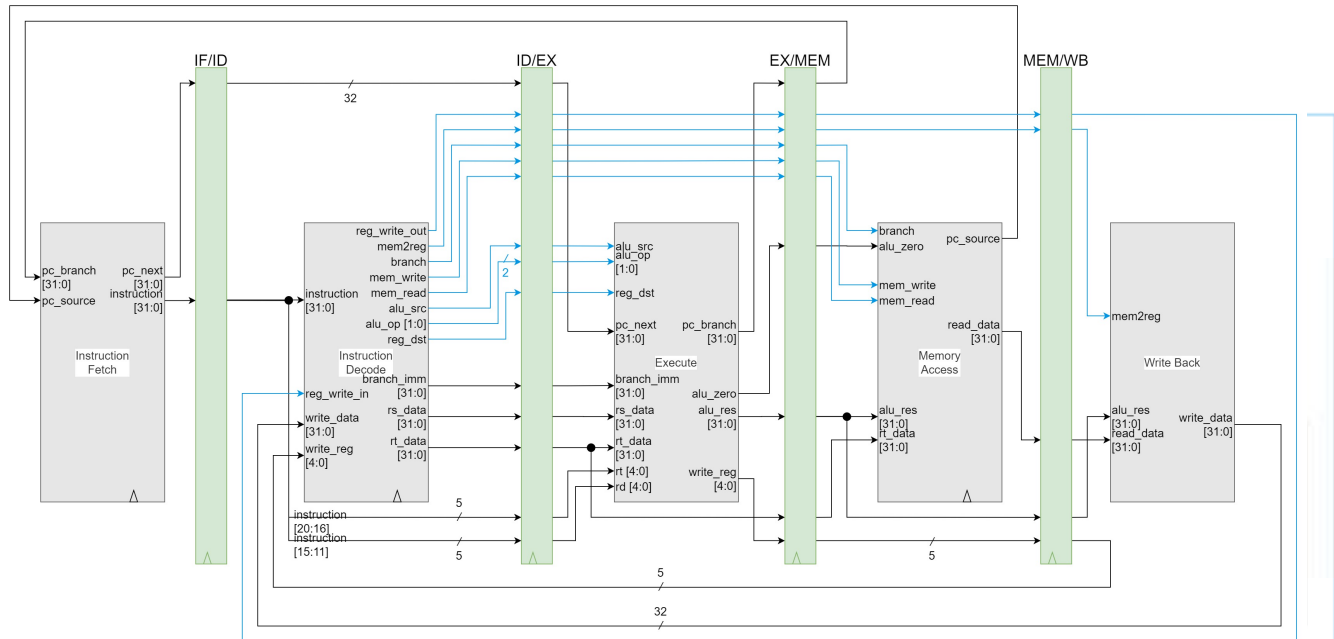 IF/ID
ID/EX
EX/MEM
MEM/WB
32
reg_write_out
mem2reg
branch
mem_write
mem_read
alu_src
alu_op [1:0]
reg_dst
instruction
[31:0]
Instruction
Decode
branch_imm
[31:0]
reg_write_in
rs_data
[31:0]
write_data
[31:0]
rt_data
[31:0]
write_reg
[4:0]
pc_branch
[31:0]
pc_next
[31:0]
pc_source
instruction
[31:0]
Instruction
Fetch
2
alu_src
alu_op
[1:0]
reg_dst
pc_next
[31:0]
pc_branch
[31:0]
Execute
branch_imm
[31:0]
alu_zero
rs_data
[31:0]
alu_res
[31:0]
rt_data
[31:0]
rt [4:0]
rd [4:0]
write_reg
[4:0]
branch
alu_zero
pc_source
mem_write
mem_read
read_data
[31:0]
Memory
Access
alu_res
[31:0]
rt_data
[31:0]
mem2reg
Write Back
alu_res
[31:0]
read_data
[31:0]
write_data
[31:0]
instruction
[20:16]
5
instruction
[15:11]
5
5
5
32